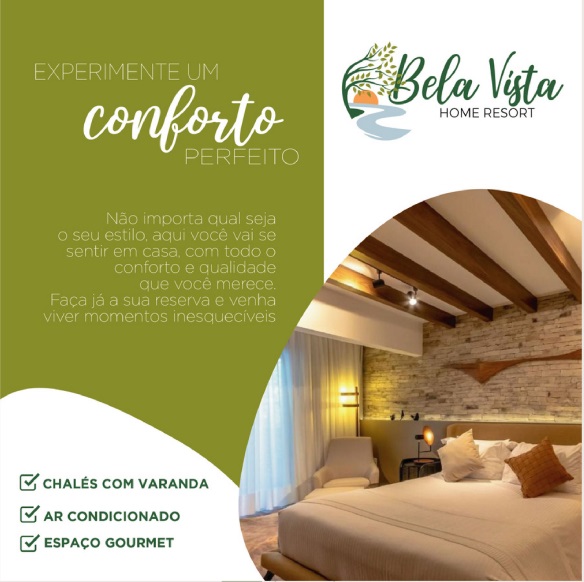 EXPERIMENTE UM
conforto
PERFEITO
Bela Vista
HOME RESORT
Não importa qual seja
o seu estilo, aqui você vai se
sentir em casa, com todo o
conforto e qualidade
que você merece.
Faça já a sua reserva e venha
viver momentos inesquecíveis
CHALÉS COM VARANDA
AR CONDICIONADO
ESPAÇO GOURMET